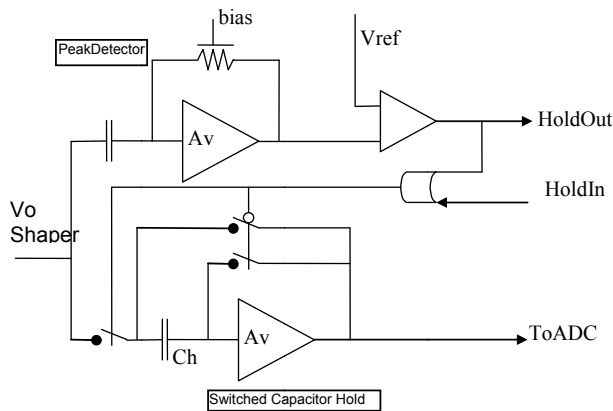 bias
PeakDetector
Vref
Av
HoldOut
HoldIn
Vo
Shaper
Ch
Av
ToADC
Switched Capacitor Hold